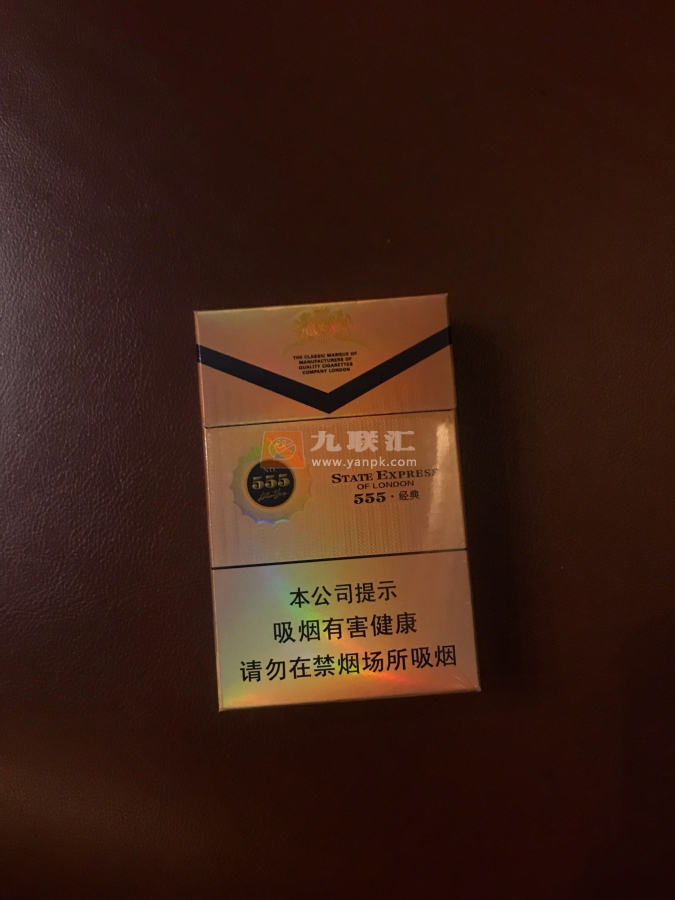 THE CLASSIC MARQUE OF
MANUFACTURERS OF
QUALITY CIGARETTES
COMPANY LONDON
九联汇
www.yanpk.com
NO.
555
STATE EXPRESS
OF LONDON
555·经典
本公司提示
吸烟有害健康
请勿在禁烟场所吸烟